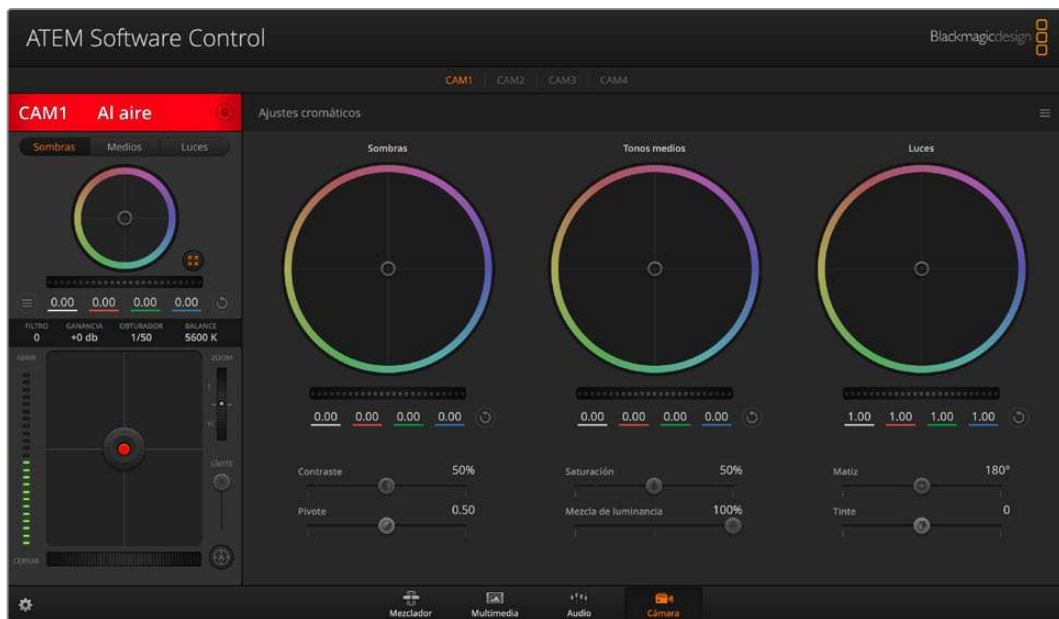 ATEM Software Control
Blackmagicdesign
CAM1 CAM2 CAM3 CAM4
CAM1 Al aire
Ajustes cromáticos
Sombras Medios Luces
Sombras Tonos medios Luces
0.00 0.00 0.00 0.00
FILTRO GANANCIA OBTURADOR BALANCE
0 +0 db 1/50 5600 K
ABRIR ZOOM
T
W
0.00 0.00 0.00 0.00
0.00 0.00 0.00 0.00
1.00 1.00 1.00 1.00
LÍMITE
Contraste 50%
Saturación 50%
Matiz 180°
Pivote 0.50
Mezcla de luminancia 100%
Tinte 0
CERRAR
Mezclador Multimedia Audio Cámara